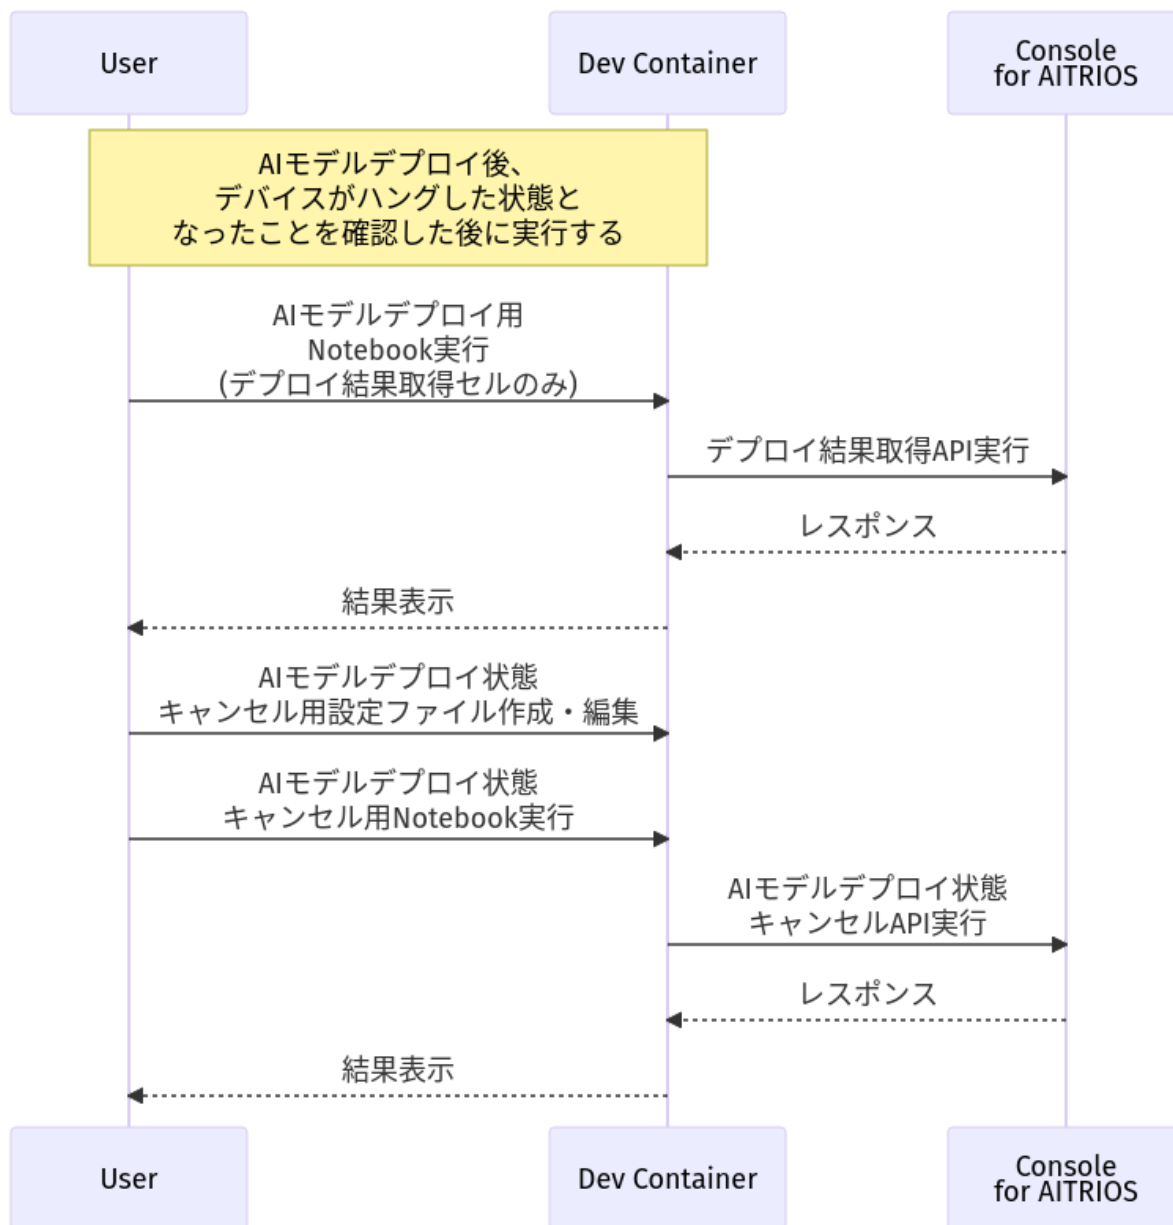 User
Dev Container
Console
for AITRIOS
AIモデルデプロイ後、
デバイスがハングした状態と
なったことを確認した後に実行する
AIモデルデプロイ用
Notebook実行
(デプロイ結果取得セルのみ)
デプロイ結果取得API実行
レスポンス
結果表示
AIモデルデプロイ状態
キャンセル用設定ファイル作成・編集
AIモデルデプロイ状態
キャンセル用Notebook実行
AIモデルデプロイ状態
キャンセルAPI実行
レスポンス
結果表示
User
Dev Container
Console
for AITRIOS